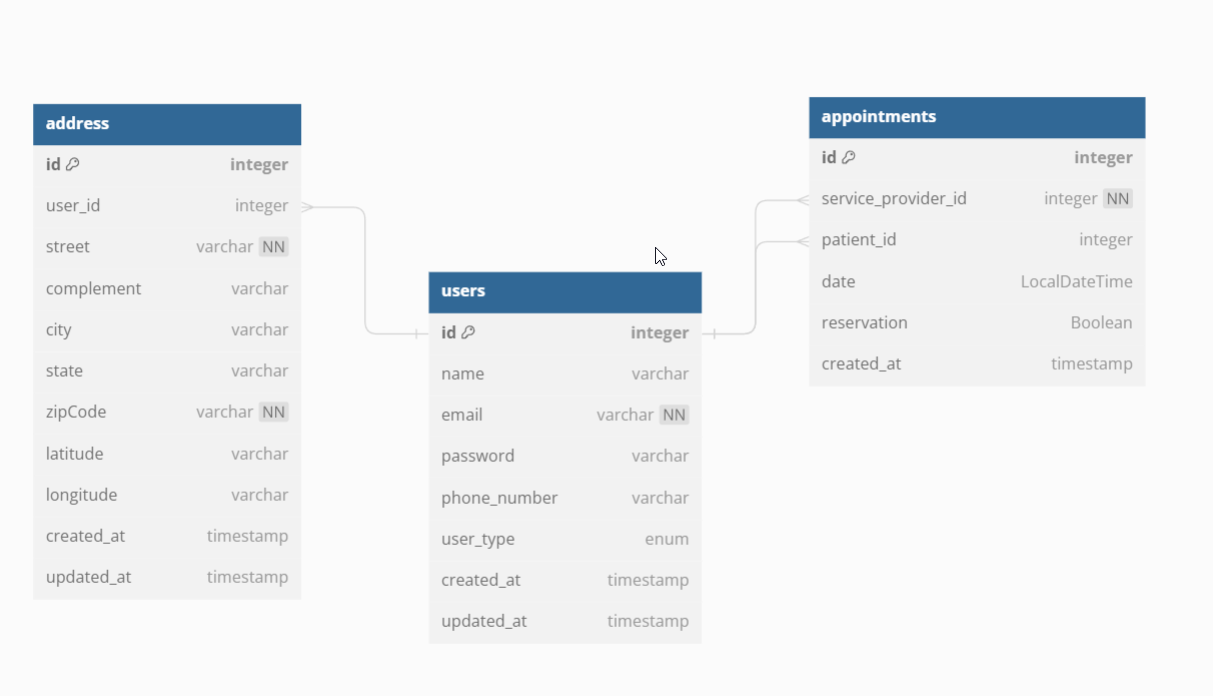 address
id integer
user_id integer
street varchar NN
complement varchar
city varchar
state varchar
zipCode varchar NN
latitude varchar
longitude varchar
created_at timestamp
updated_at timestamp
users
id integer
name varchar
email varchar NN
password varchar
phone_number varchar
user_type enum
created_at timestamp
updated_at timestamp
appointments
id integer
service_provider_id integer NN
patient_id integer
date LocalDateTime
reservation Boolean
created_at timestamp